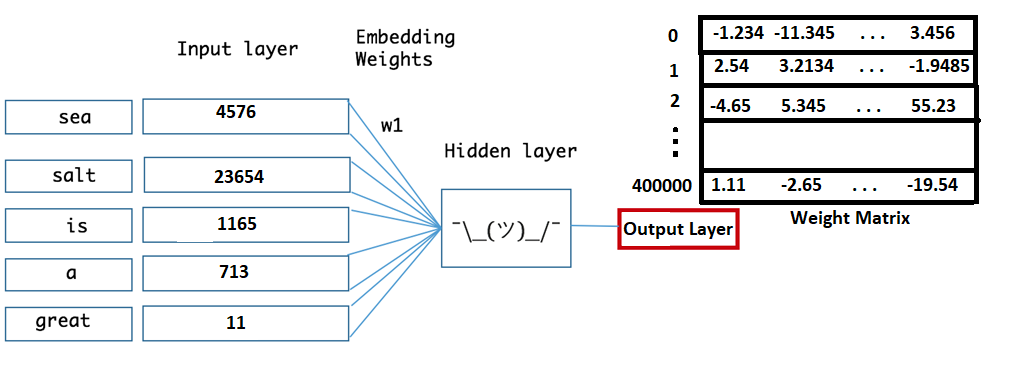 Input layer
Embedding
Weights
sea 4576
w1
salt 23654
is 1165
a 713
great 11
Hidden layer
¯\_(ツ)_/¯
Output Layer
0 -1.234 -11.345 . . . 3.456
1 2.54 3.2134 . . . -1.9485
2 -4.65 5.345 . . . 55.23
400000 1.11 -2.65 . . . -19.54
Weight Matrix